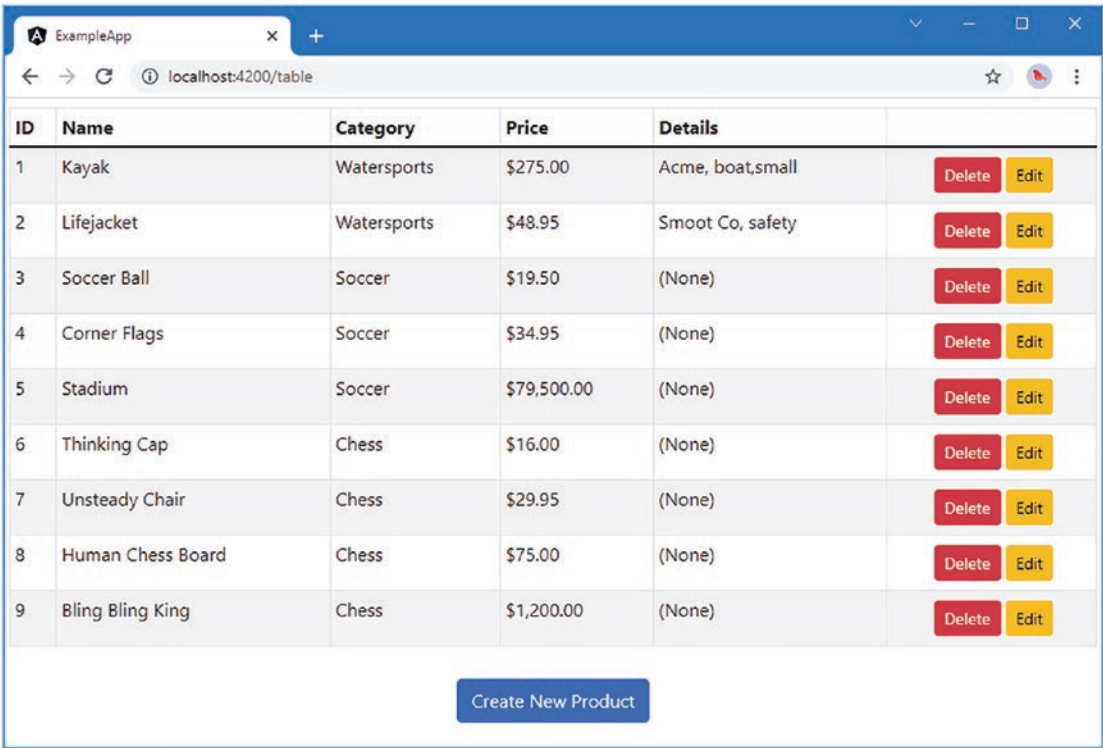 ExampleApp
localhost:4200/table
ID Name Category Price Details
1 Kayak Watersports $275.00 Acme, boat,small Delete Edit
2 Lifejacket Watersports $48.95 Smoot Co, safety Delete Edit
3 Soccer Ball Soccer $19.50 (None) Delete Edit
4 Corner Flags Soccer $34.95 (None) Delete Edit
5 Stadium Soccer $79,500.00 (None) Delete Edit
6 Thinking Cap Chess $16.00 (None) Delete Edit
7 Unsteady Chair Chess $29.95 (None) Delete Edit
8 Human Chess Board Chess $75.00 (None) Delete Edit
9 Bling Bling King Chess $1,200.00 (None) Delete Edit
Create New Product